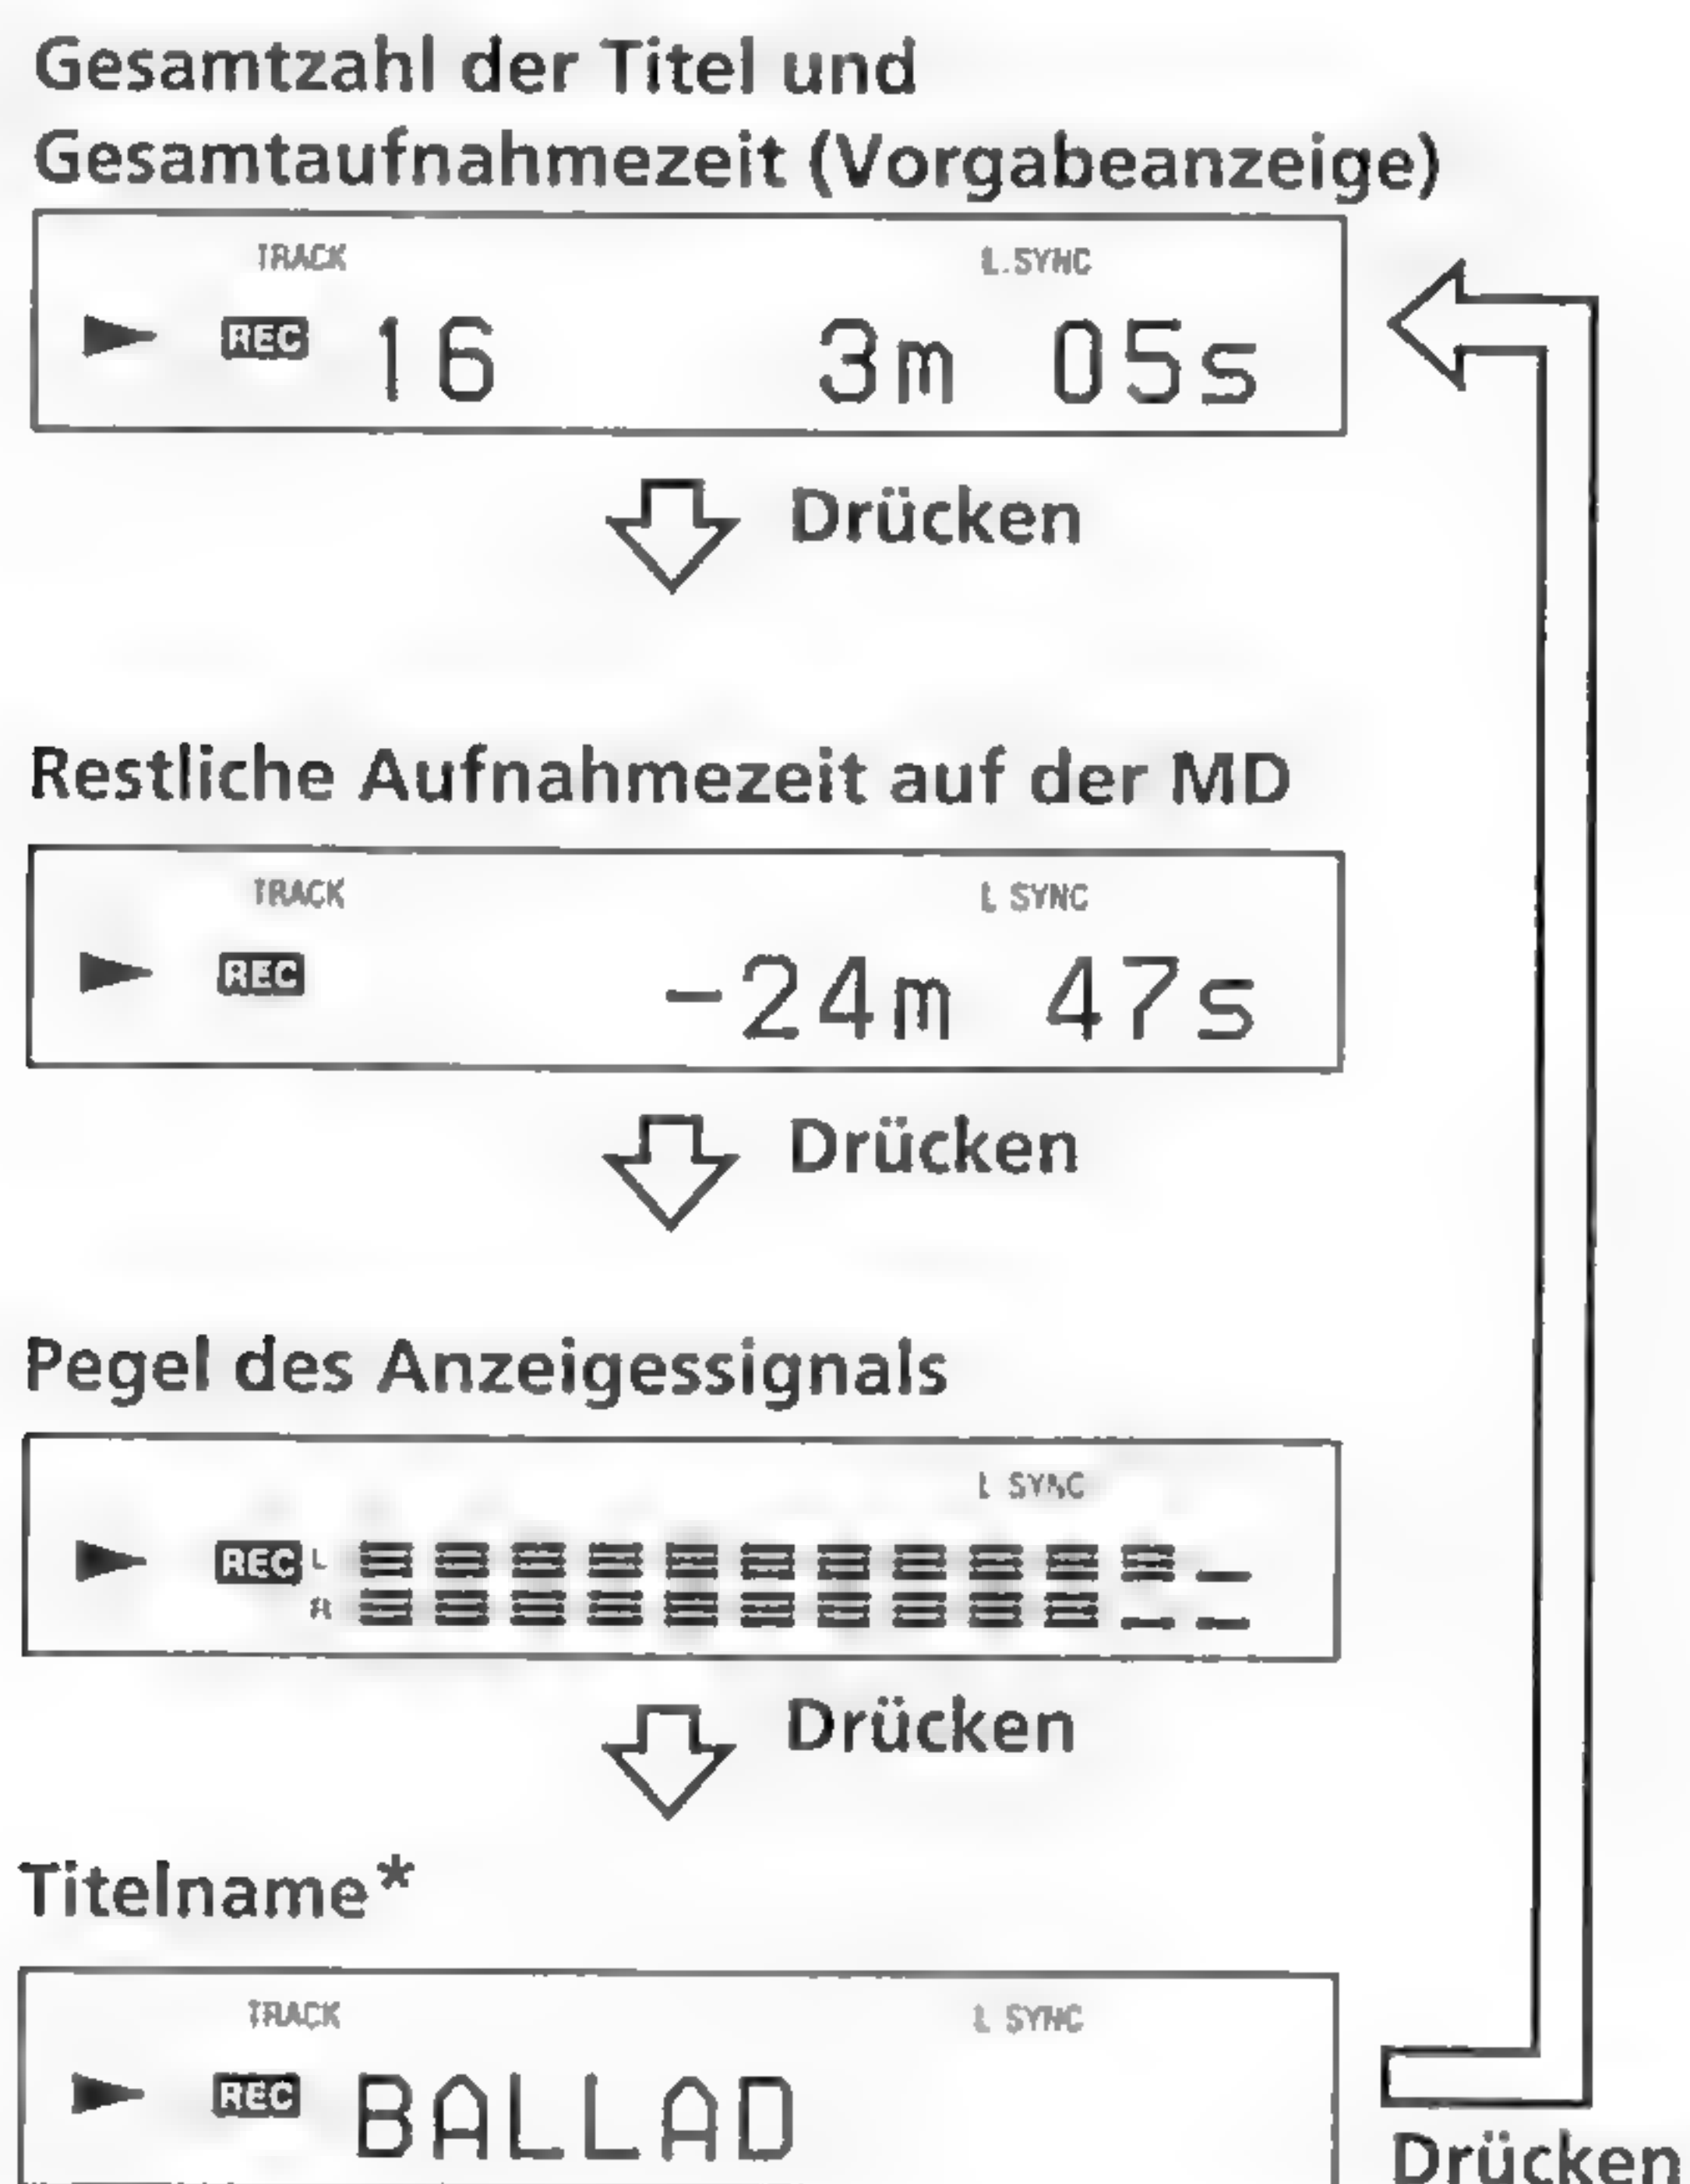 Gesamtzahl der Titel und
Gesamtaufnahmezeit (Vorgabeanzeige)
TRACK L.SYNC
REC 16 3m 05s
Drücken
Restliche Aufnahmezeit auf der MD
TRACK L SYNC
REC -24m 47s
Drücken
Pegel des Anzeigessignals
L SYNC
REC L
R
Drücken
Titelname*
TRACK L SYNC
REC BALLAD
Drücken